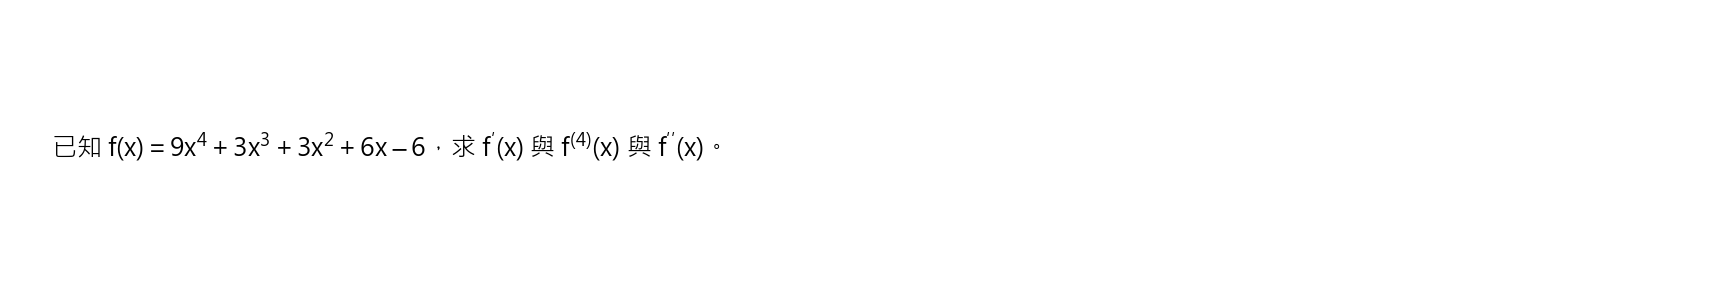 已知 f(x) = 9x⁴ + 3x³ + 3x² + 6x − 6，求 f′(x) 與 f⁽⁴⁾(x) 與 f′′(x)。